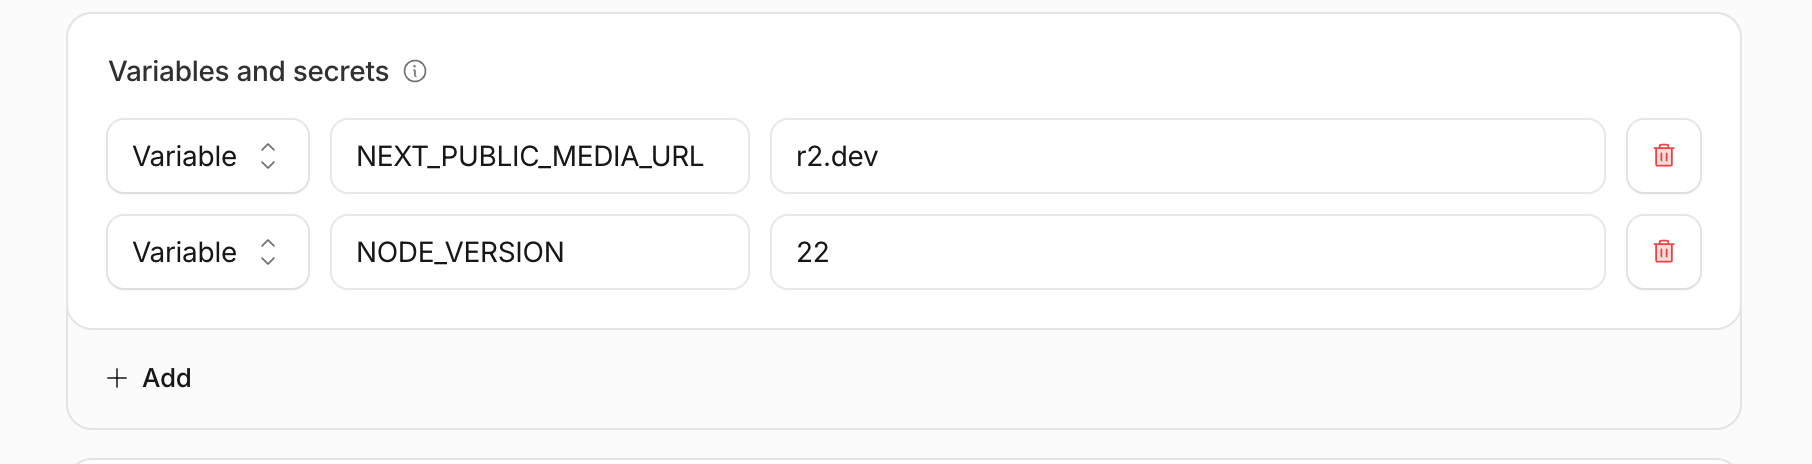 Variables and secrets
Variable NEXT_PUBLIC_MEDIA_URL r2.dev
Variable NODE_VERSION 22
+ Add